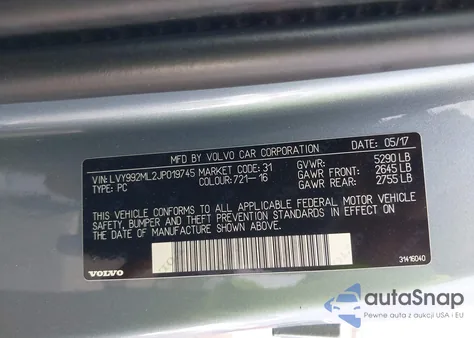 MFD. BY VOLVO CAR CORPORATION DATE: 05/17
VIN: LVY992ML2JP019745 MARKET CODE: 31 GVWR: 5290 LB
TYPE: PC COLOUR: 721-16 GAWR FRONT: 2645 LB
GAWR REAR: 2755 LB
THIS VEHICLE CONFORMS TO ALL APPLICABLE FEDERAL MOTOR VEHICLE
SAFETY, BUMPER AND THEFT PREVENTION STANDARDS IN EFFECT ON
THE DATE OF MANUFACTURE SHOWN ABOVE.
VOLVO 31416040
autoSnap
Pewne auta z aukcji USA i EU